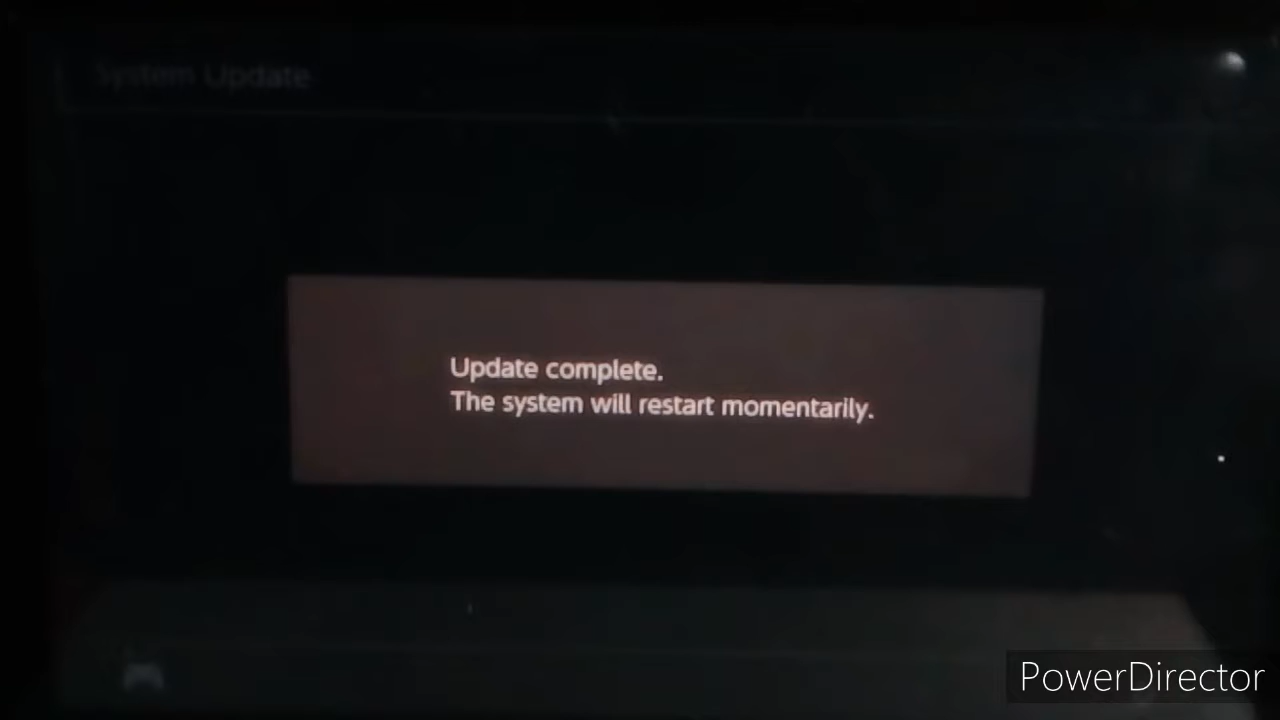 System Update
Update complete.
The system will restart momentarily.
PowerDirector